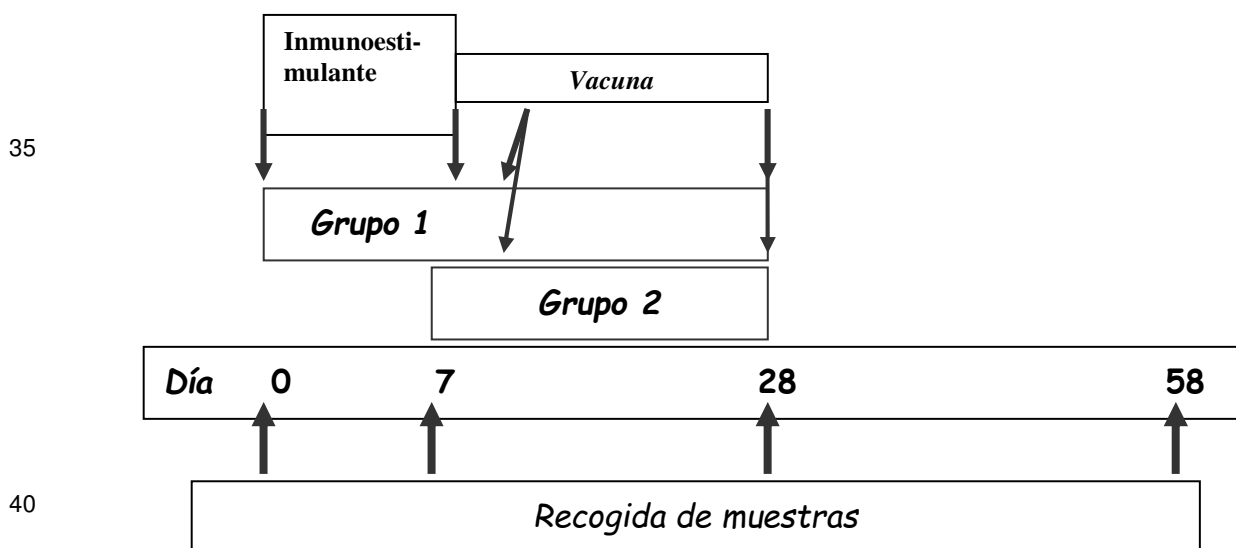 Inmunoesti-
mulante
Vacuna
35
Grupo 1
Grupo 2
Día 0 7 28 58
40
Recogida de muestras